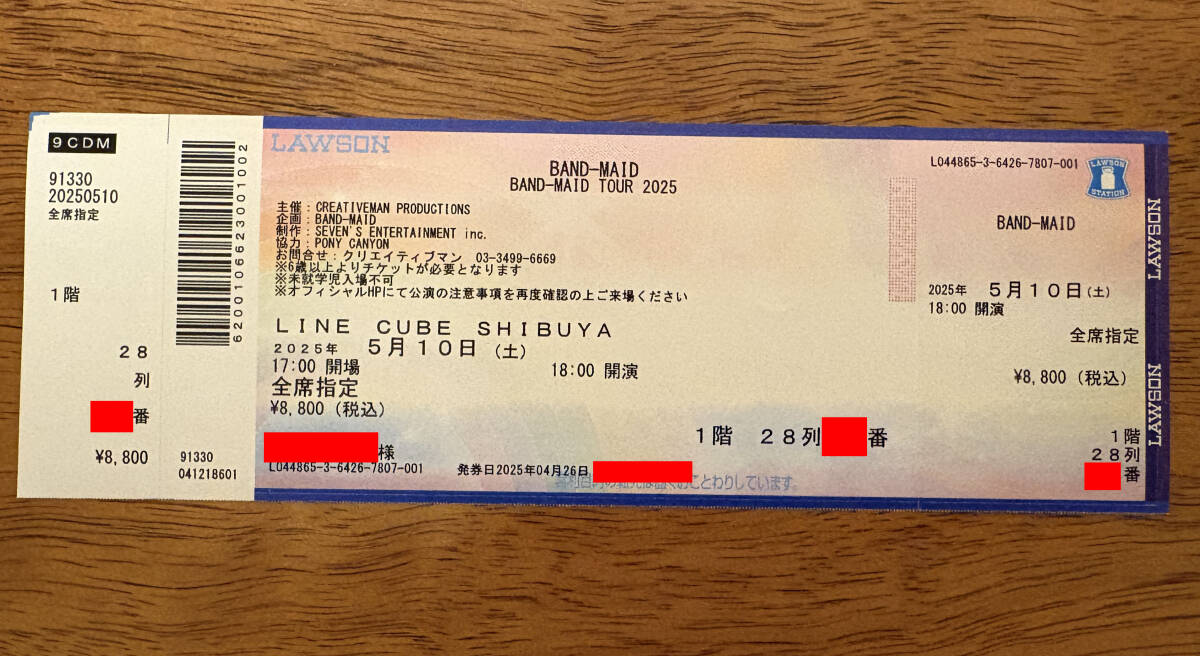 9CDM
91330
20250510
全席指定
1階
28
列
番
¥8,800
6200106623001002
91330
041218601
LAWSON
BAND-MAID
BAND-MAID TOUR 2025
主催：CREATIVEMAN PRODUCTIONS
企画：BAND-MAID
制作：SEVEN'S ENTERTAINMENT inc.
協力：PONY CANYON
お問合せ：クリエイティブマン 03-3499-6669
※6歳以上よりチケットが必要となります
※未就学児入場不可
※オフィシャルHPにて公演の注意事項を再度確認の上ご来場ください
LINE CUBE SHIBUYA
2025年 5月10日（土）
17:00 開場 18:00 開演
全席指定
¥8,800（税込）
1階 28列 番
様
L044865-3-6426-7807-001 発券日2025年04月26日
おことわりしています。
L044865-3-6426-7807-001
LAWSON
STATION
BAND-MAID
2025年 5月10日（土）
18:00 開演
全席指定
¥8,800（税込）
1階
28列
番
LAWSON
LAWSON